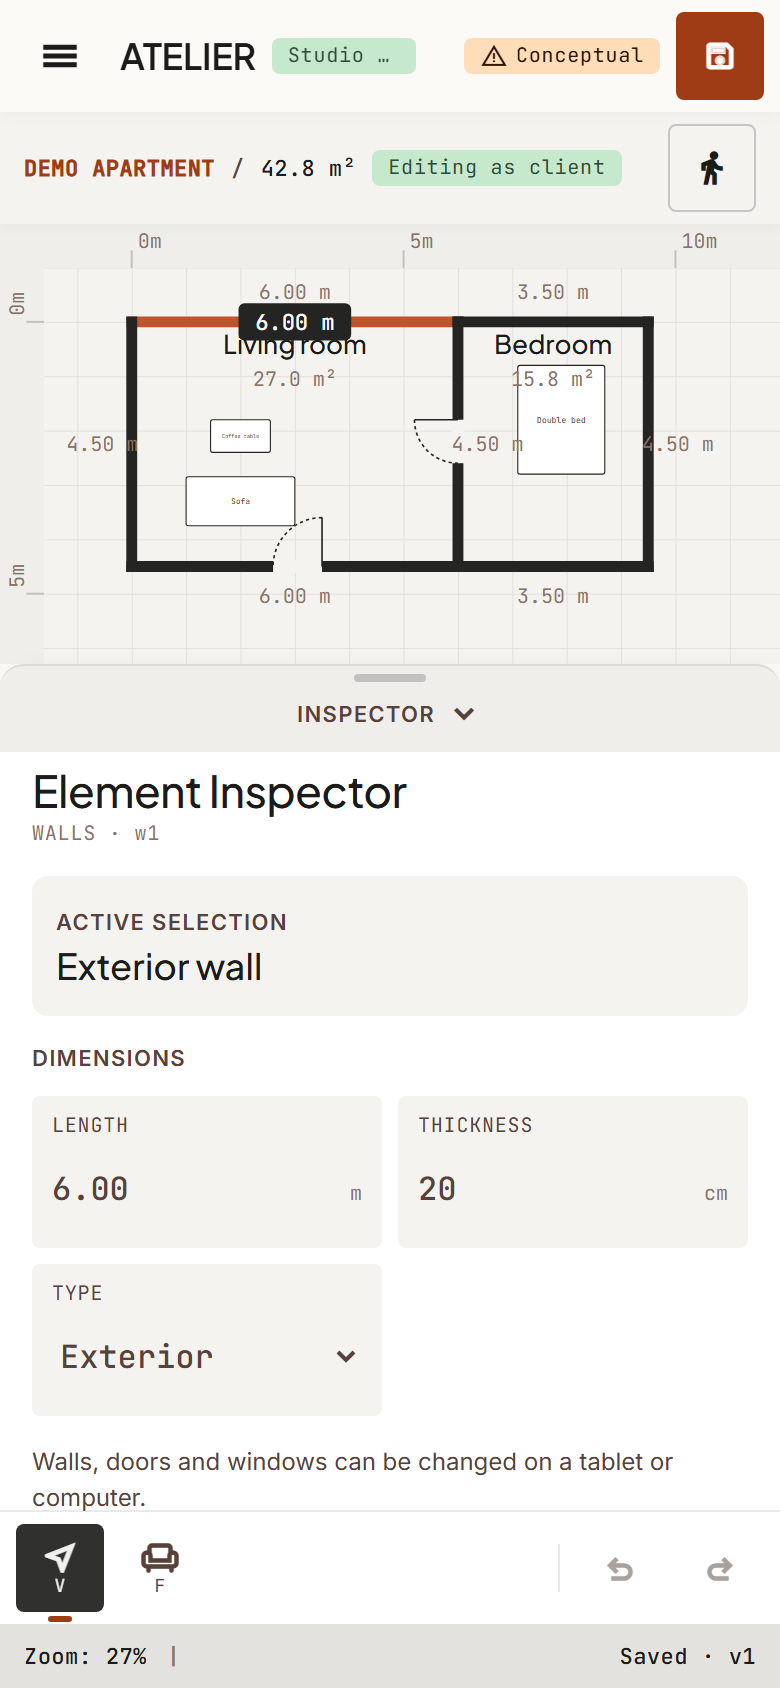 ATELIER
Studio …
Conceptual
DEMO APARTMENT / 42.8 m²
Editing as client
0m 5m 10m
0m
6.00 m 3.50 m
6.00 m
Living room Bedroom
27.0 m² 15.8 m²
Double bed
Coffee table
4.50 m 4.50 m 4.50 m
Sofa
5m
6.00 m 3.50 m
INSPECTOR
Element Inspector
WALLS · w1
ACTIVE SELECTION
Exterior wall
DIMENSIONS
LENGTH THICKNESS
6.00 m 20 cm
TYPE
Exterior
Walls, doors and windows can be changed on a tablet or
computer.
V F
Zoom: 27% | Saved · v1